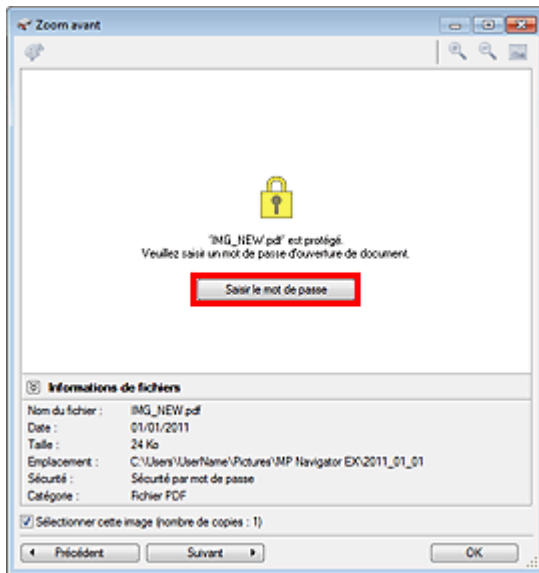 Zoom avant
"IMG_NEW.pdf" est protégé.
Veuillez saisir un mot de passe d'ouverture de document.
Saisir le mot de passe
Informations de fichiers
Nom du fichier : IMG_NEW.pdf
Date : 01/01/2011
Taille : 24 Ko
Emplacement : C:\Users\UserName\Pictures\MP Navigator EX\2011_01_01
Sécurité : Sécurité par mot de passe
Catégorie : Fichier PDF
Sélectionner cette image (nombre de copies : 1)
Précédent Suivant OK